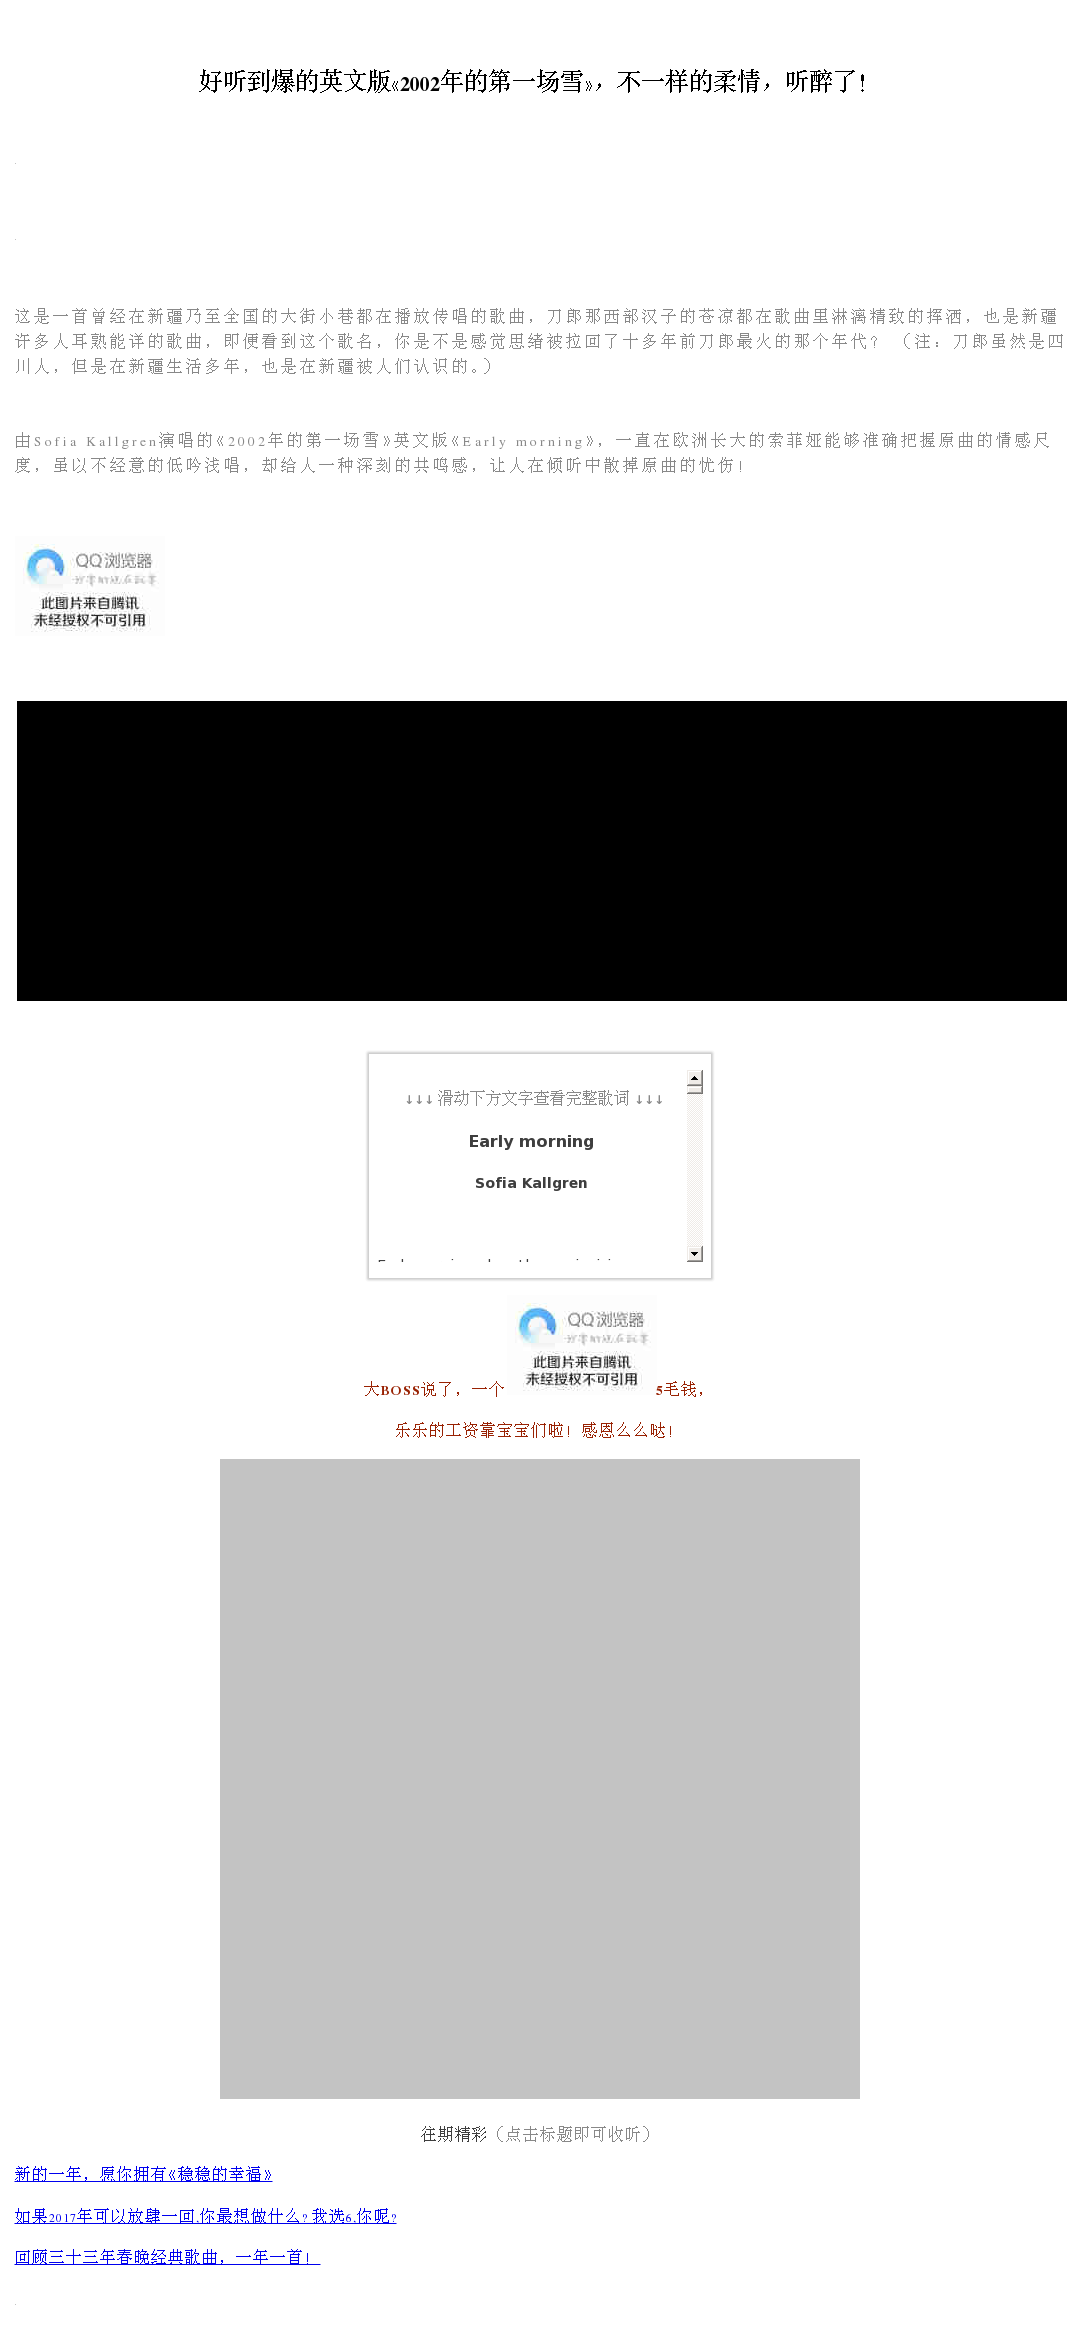 好听到爆的英文版《2002年的第一场雪》，不一样的柔情，听醉了！
这是一首曾经在新疆乃至全国的大街小巷都在播放传唱的歌曲，刀郎那西部汉子的苍凉都在歌曲里淋漓精致的挥洒，也是新疆
许多人耳熟能详的歌曲，即便看到这个歌名，你是不是感觉思绪被拉回了十多年前刀郎最火的那个年代? （注：刀郎虽然是四
川人，但是在新疆生活多年，也是在新疆被人们认识的。）
由Sofia Kallgren演唱的《2002年的第一场雪》英文版《Early morning》，一直在欧洲长大的索菲娅能够准确把握原曲的情感尺
度，虽以不经意的低吟浅唱，却给人一种深刻的共鸣感，让人在倾听中散掉原曲的忧伤！
QQ浏览器
此图片来自腾讯
未经授权不可引用
↓↓↓ 滑动下方文字查看完整歌词 ↓↓↓
Early morning
Sofia Kallgren
QQ浏览器
此图片来自腾讯
未经授权不可引用
大BOSS说了，一个 5毛钱，
乐乐的工资靠宝宝们啦！感恩么么哒！
往期精彩（点击标题即可收听）
新的一年，愿你拥有《稳稳的幸福》
如果2017年可以放肆一回,你最想做什么? 我选6,你呢?
回顾三十三年春晚经典歌曲，一年一首！